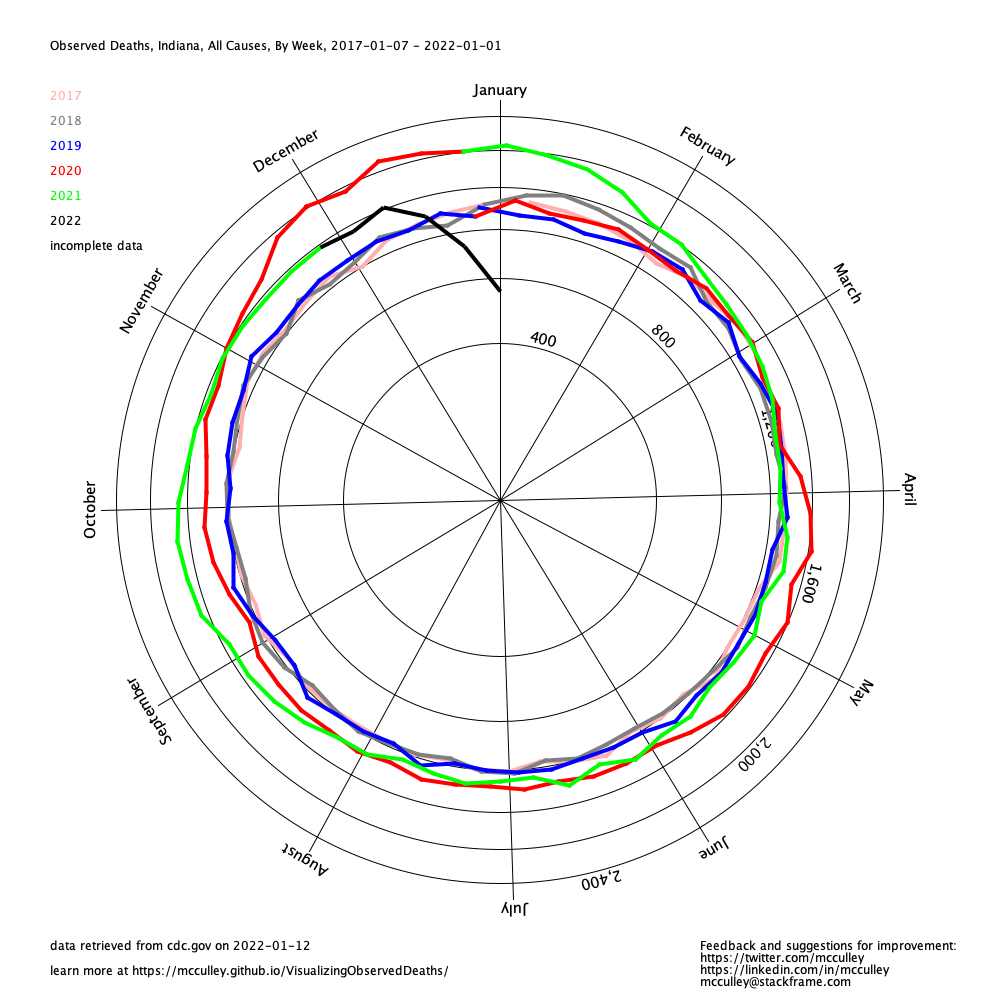 Observed Deaths, Indiana, All Causes, By Week, 2017-01-07 - 2022-01-01
January
2017
2018
2019
2020
2021
2022
incomplete data
December
February
November
March
400
800
1,200
October
April
1,600
September
May
2,000
August
June
2,400
July
data retrieved from cdc.gov on 2022-01-12
learn more at https://mcculley.github.io/VisualizingObservedDeaths/
Feedback and suggestions for improvement:
https://twitter.com/mcculley
https://linkedin.com/in/mcculley
mcculley@stackframe.com